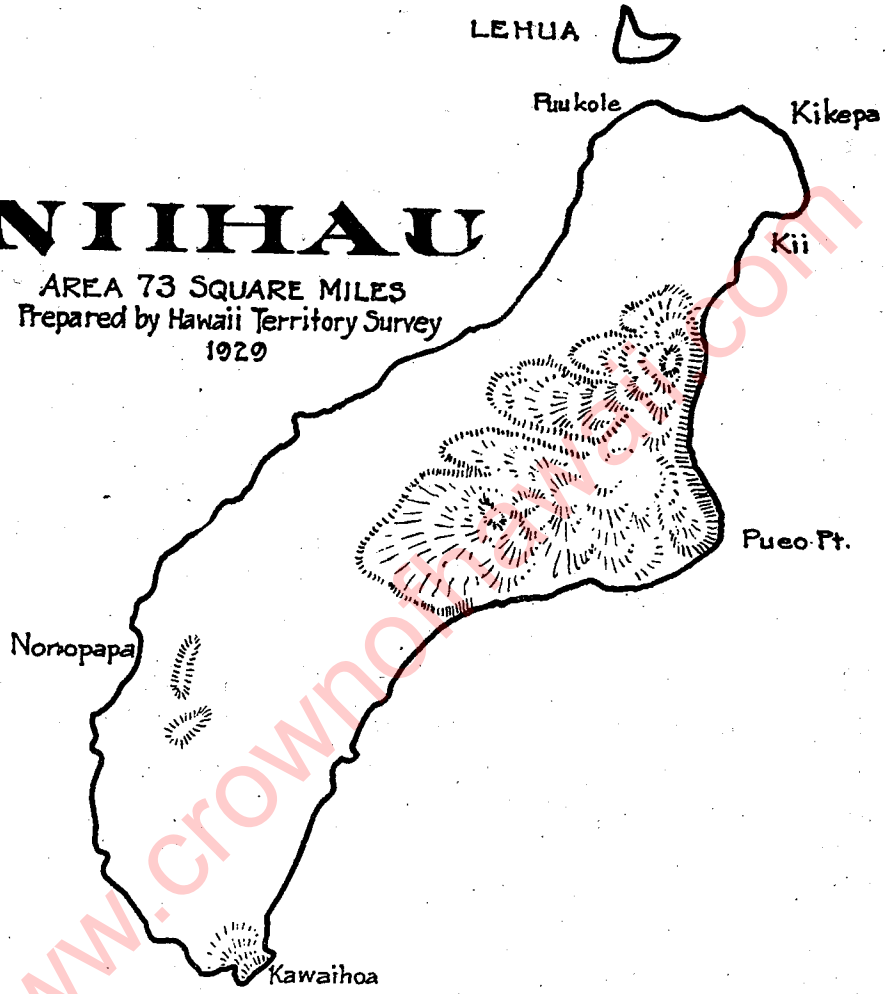 LEHUA
Puukole
Kikepa
NIIHAU
Kii
AREA 73 SQUARE MILES
Prepared by Hawaii Territory Survey
1929
Pueo Pt.
Nonopapa
Kawaihoa
www.crownofhawaii.com